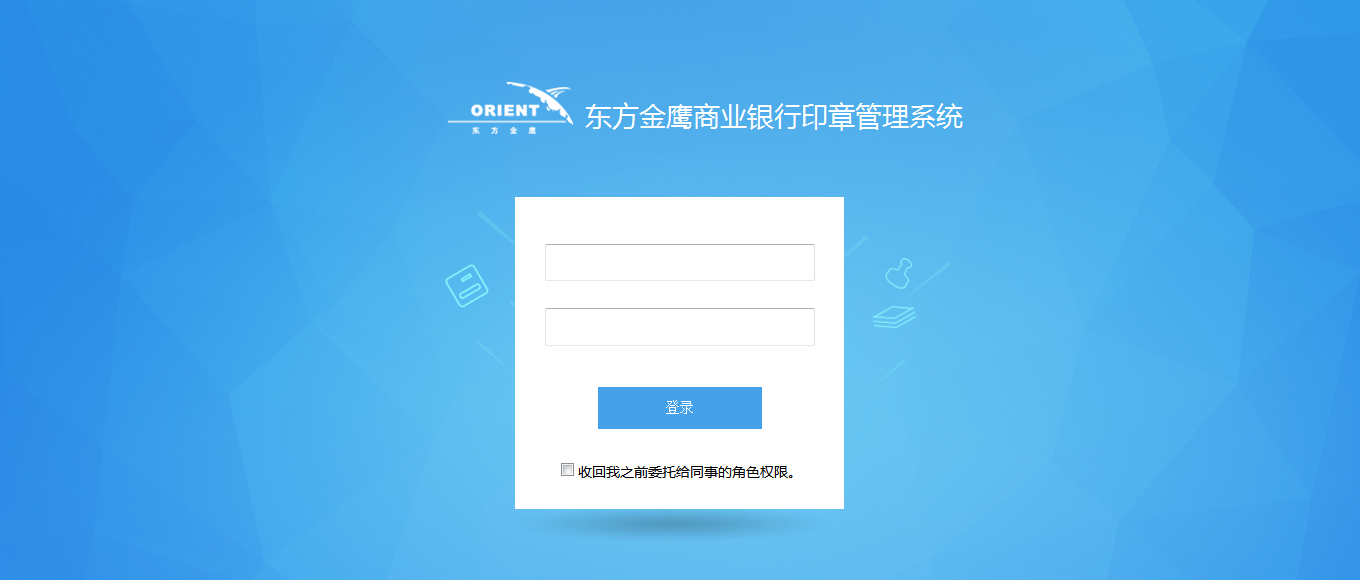 ORIENT
东方金鹰
东方金鹰商业银行印章管理系统
登录
收回我之前委托给同事的角色权限。